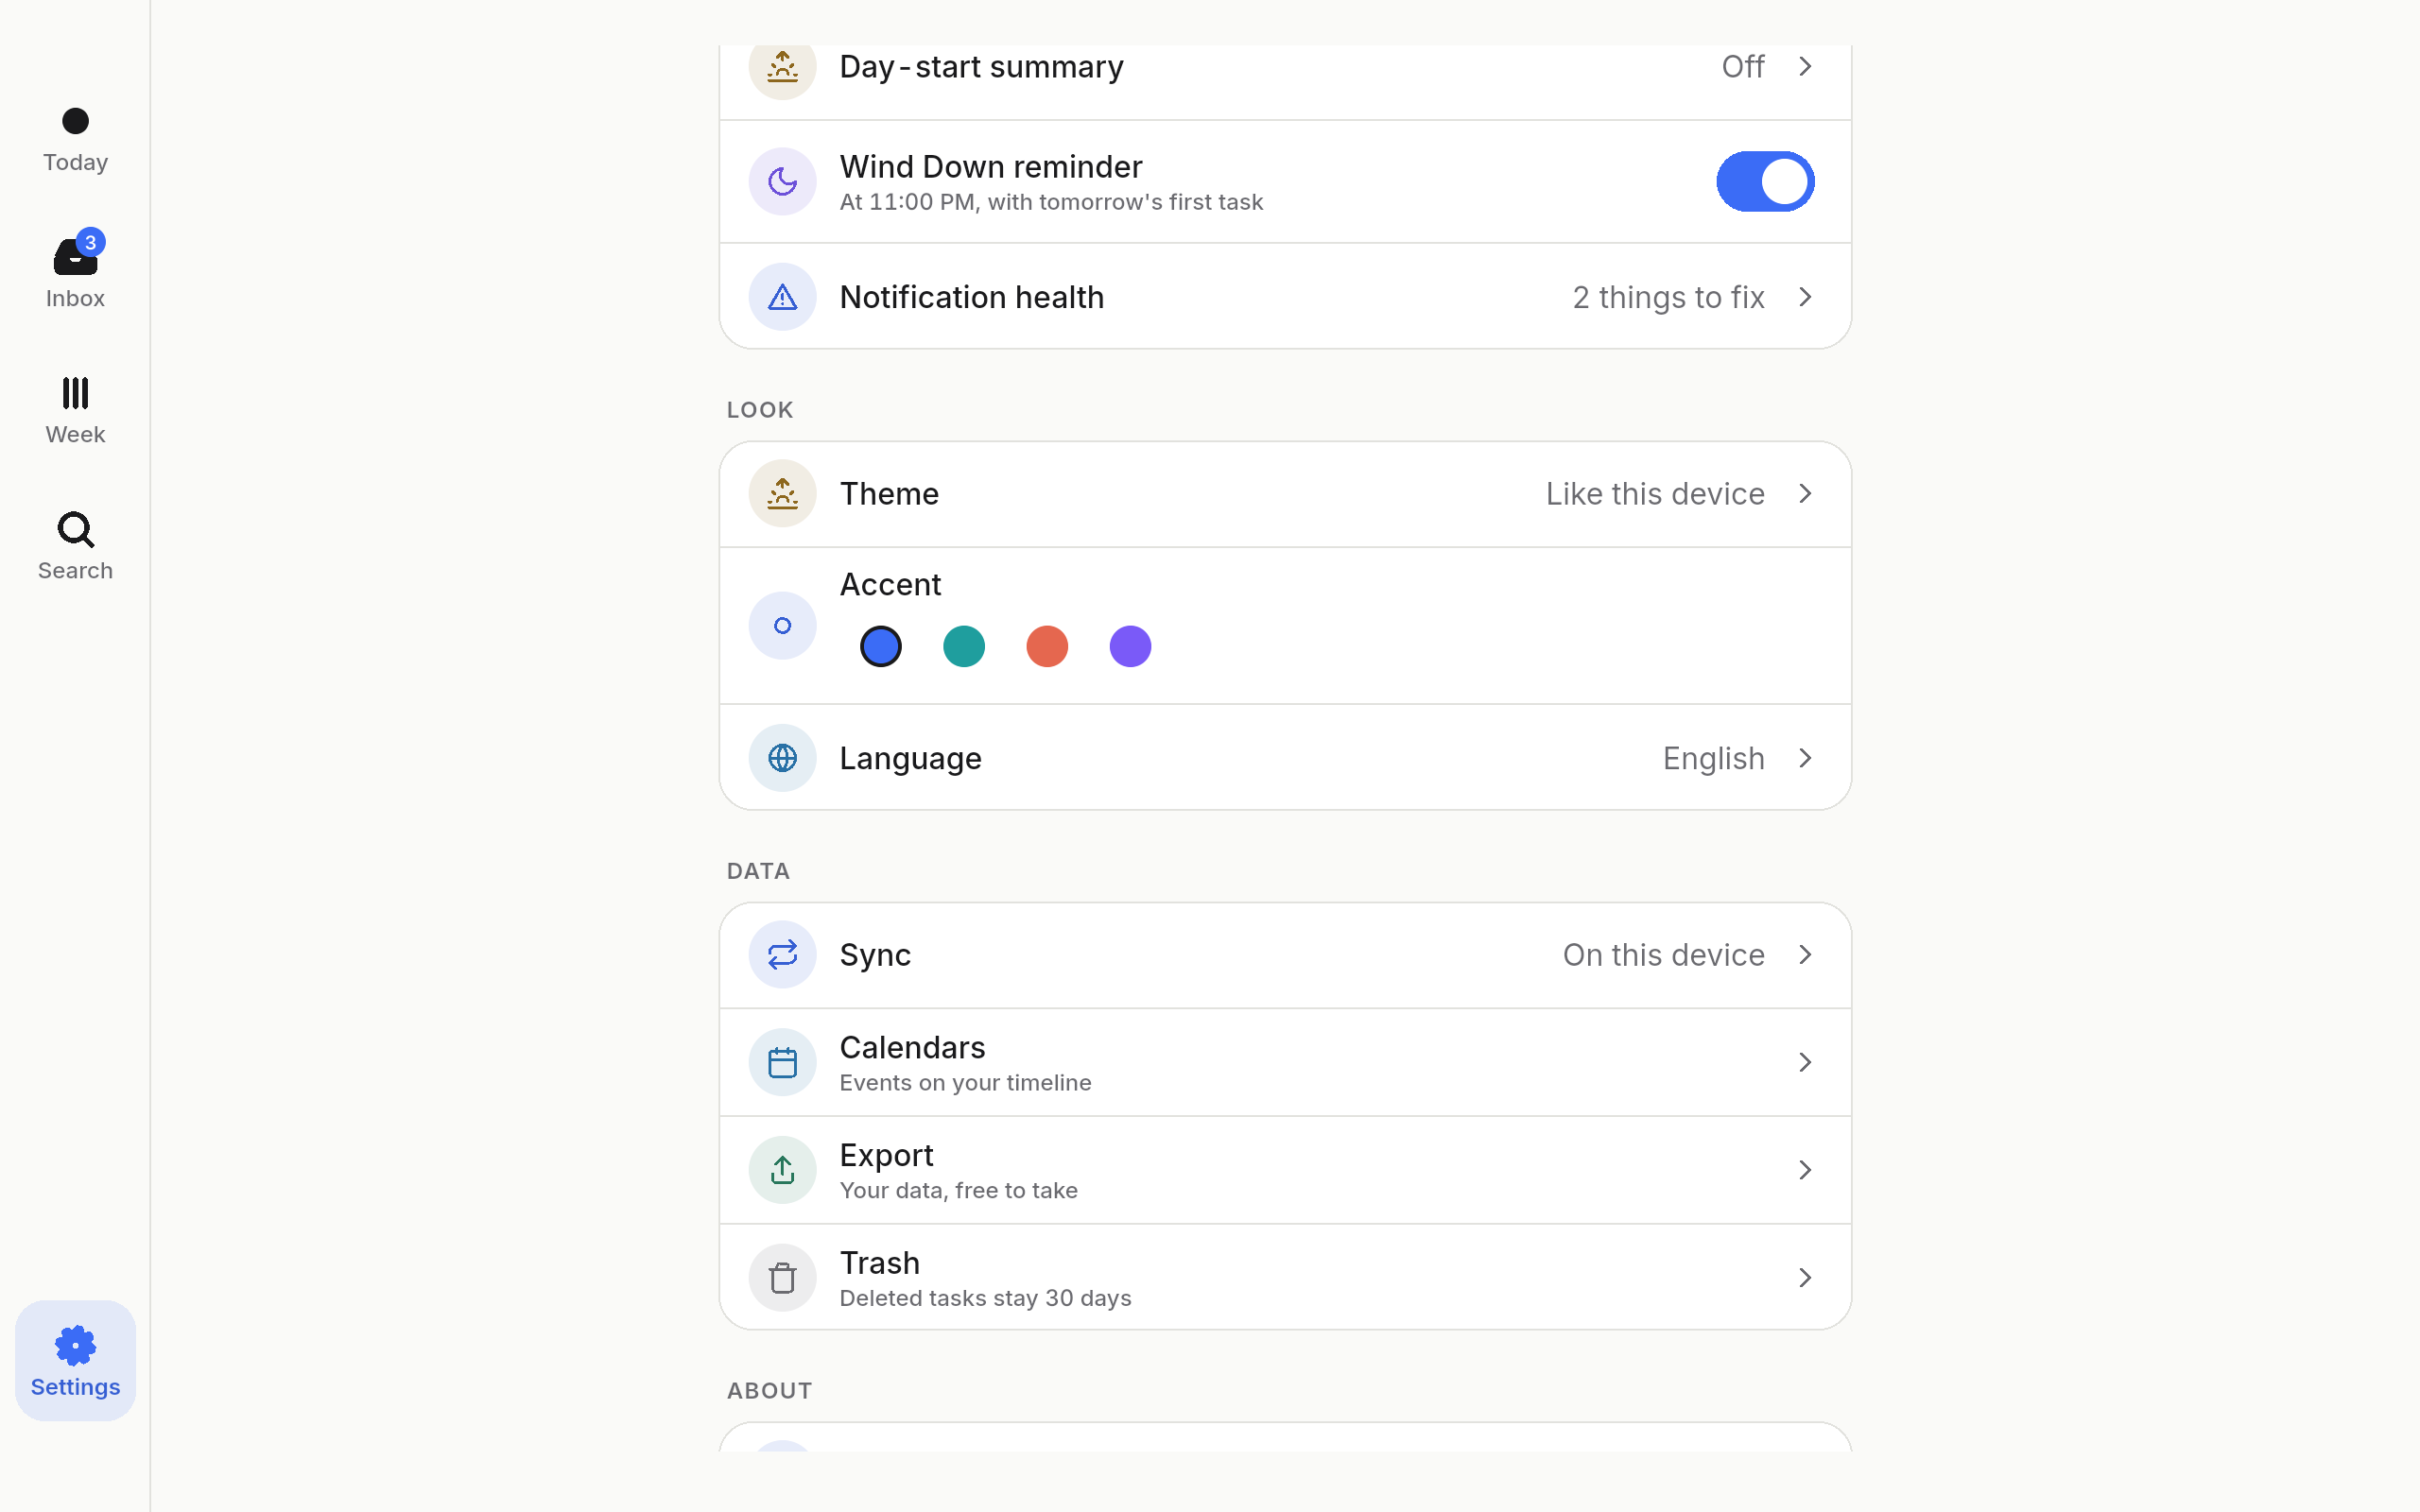 Today
3
Inbox
Week
Search
Settings
Day-start summary
Off
Wind Down reminder
At 11:00 PM, with tomorrow's first task
Notification health
2 things to fix
LOOK
Theme
Like this device
Accent
Language
English
DATA
Sync
On this device
Calendars
Events on your timeline
Export
Your data, free to take
Trash
Deleted tasks stay 30 days
ABOUT